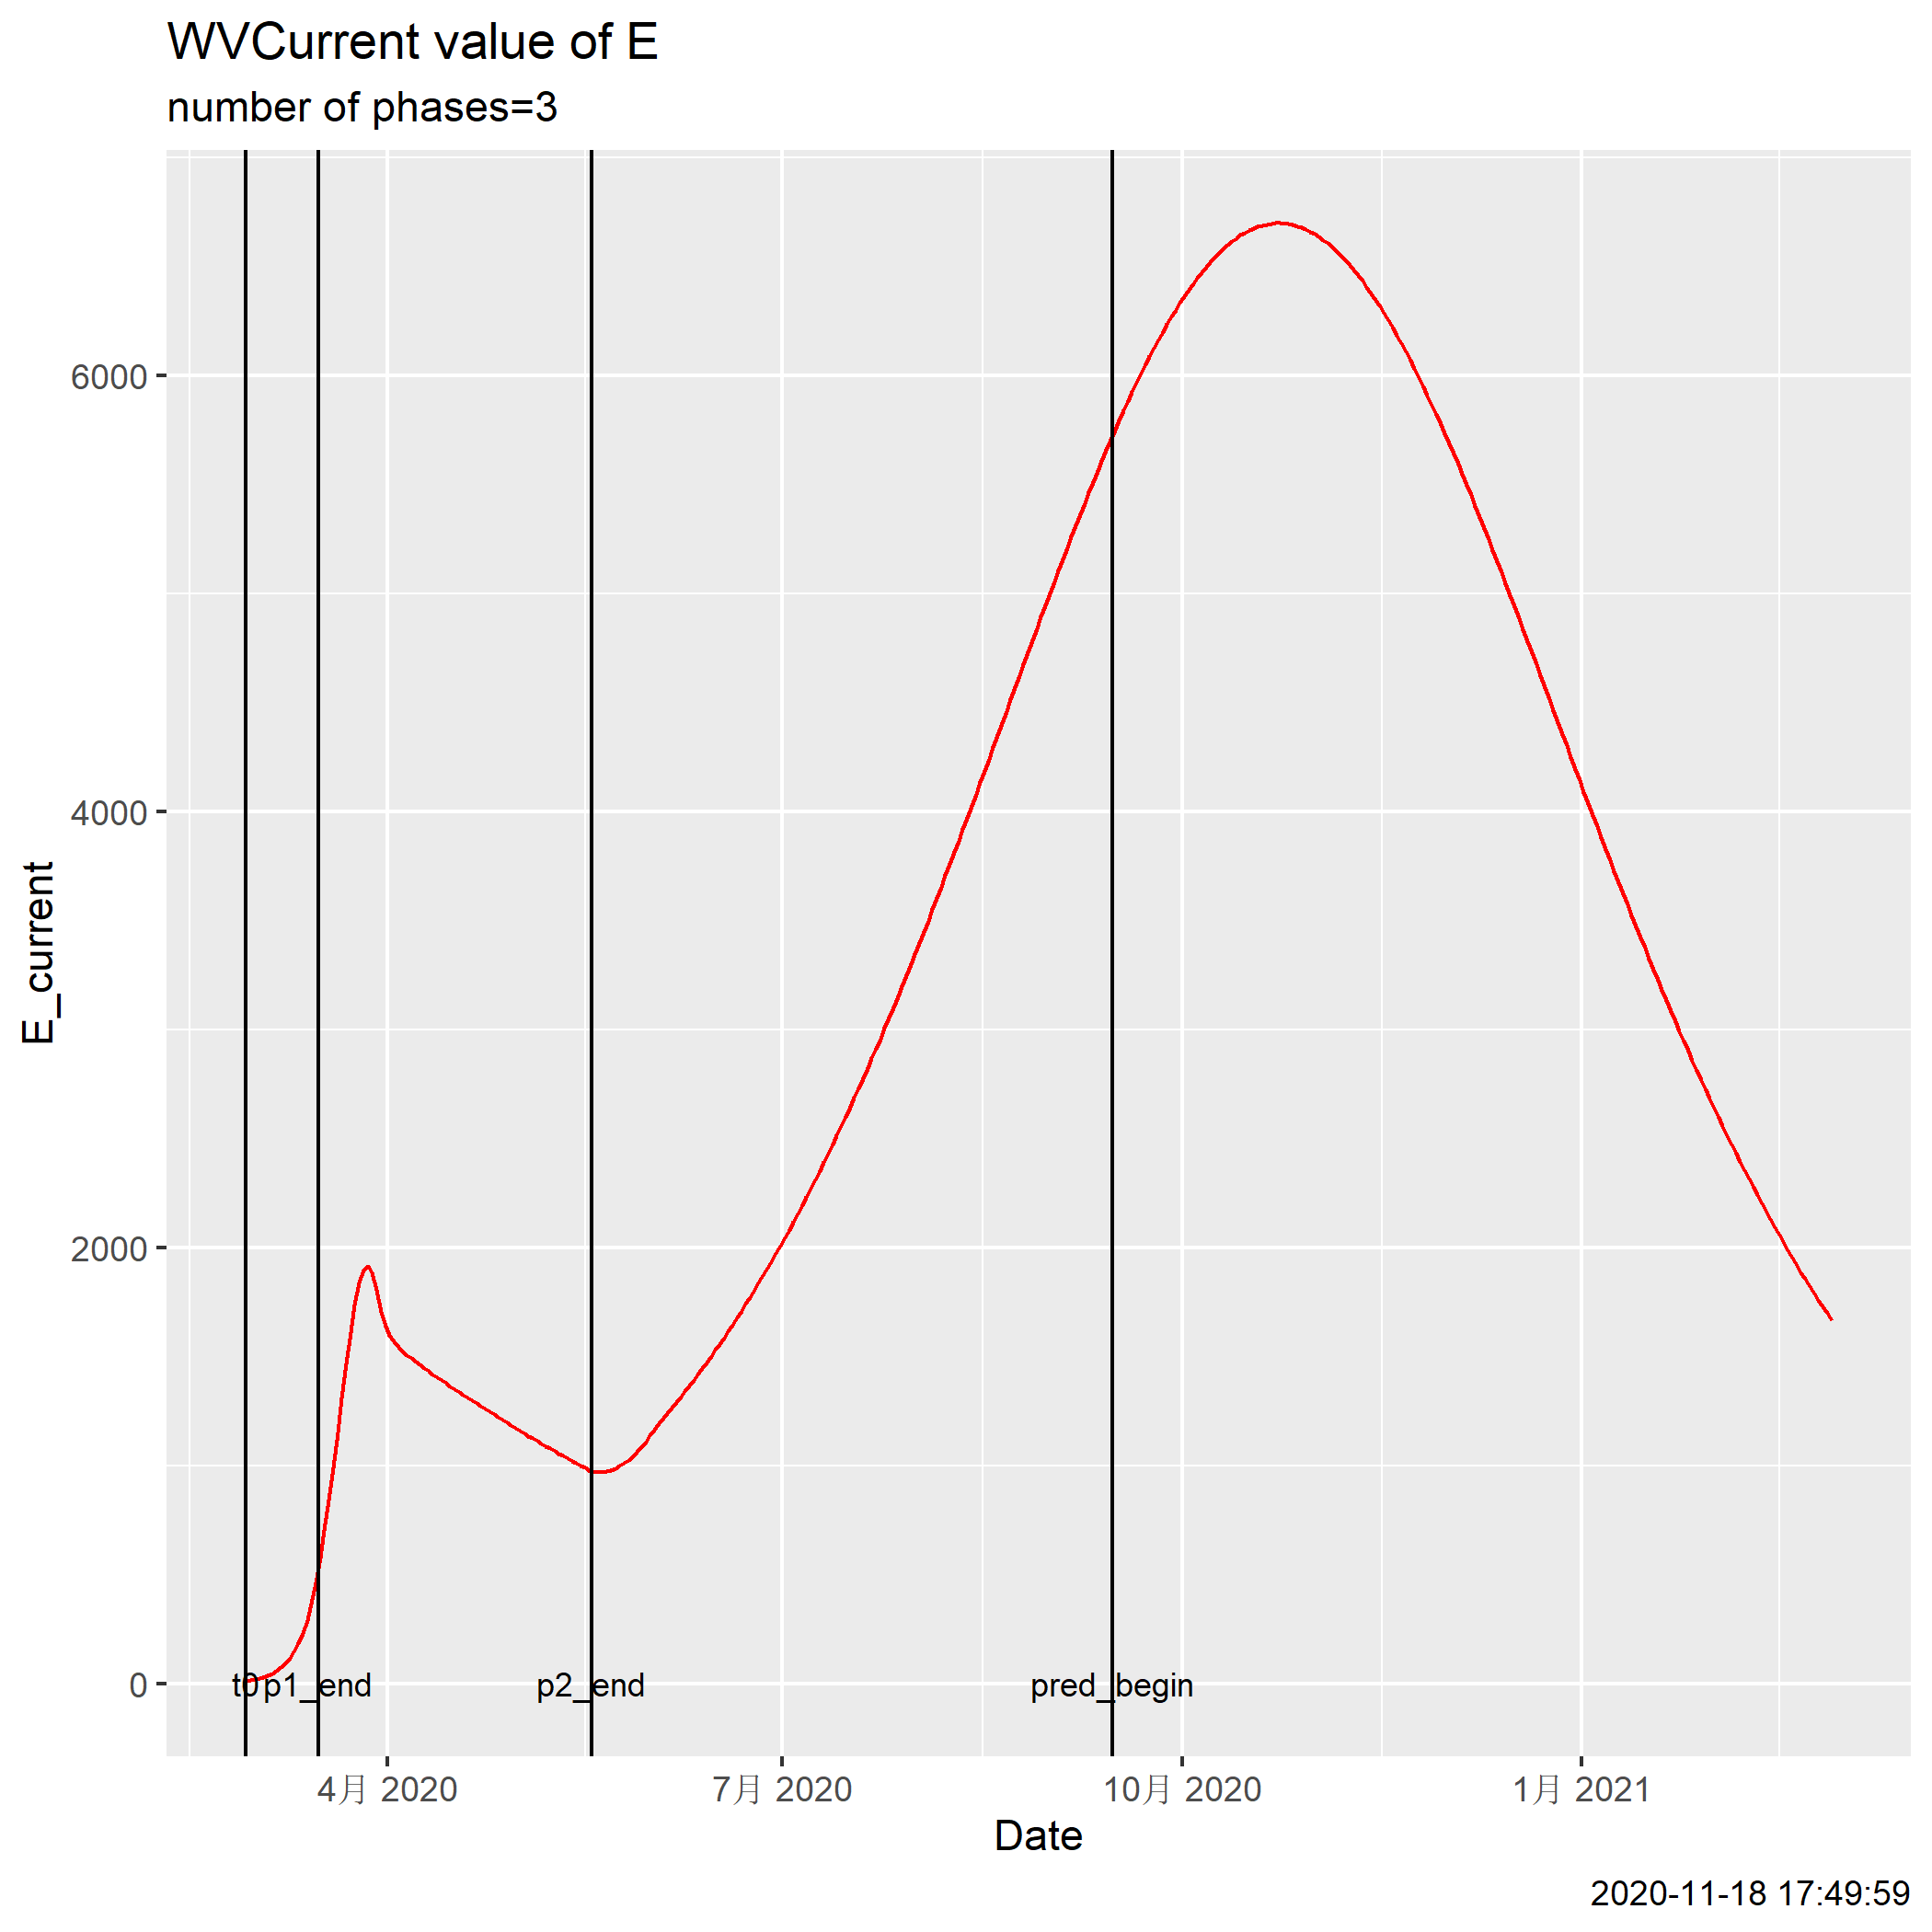 WVCurrent value of E
number of phases=3
E_current
6000
4000
2000
0
t0 p1_end p2_end pred_begin
4月 2020 7月 2020 10月 2020 1月 2021
Date
2020-11-18 17:49:59